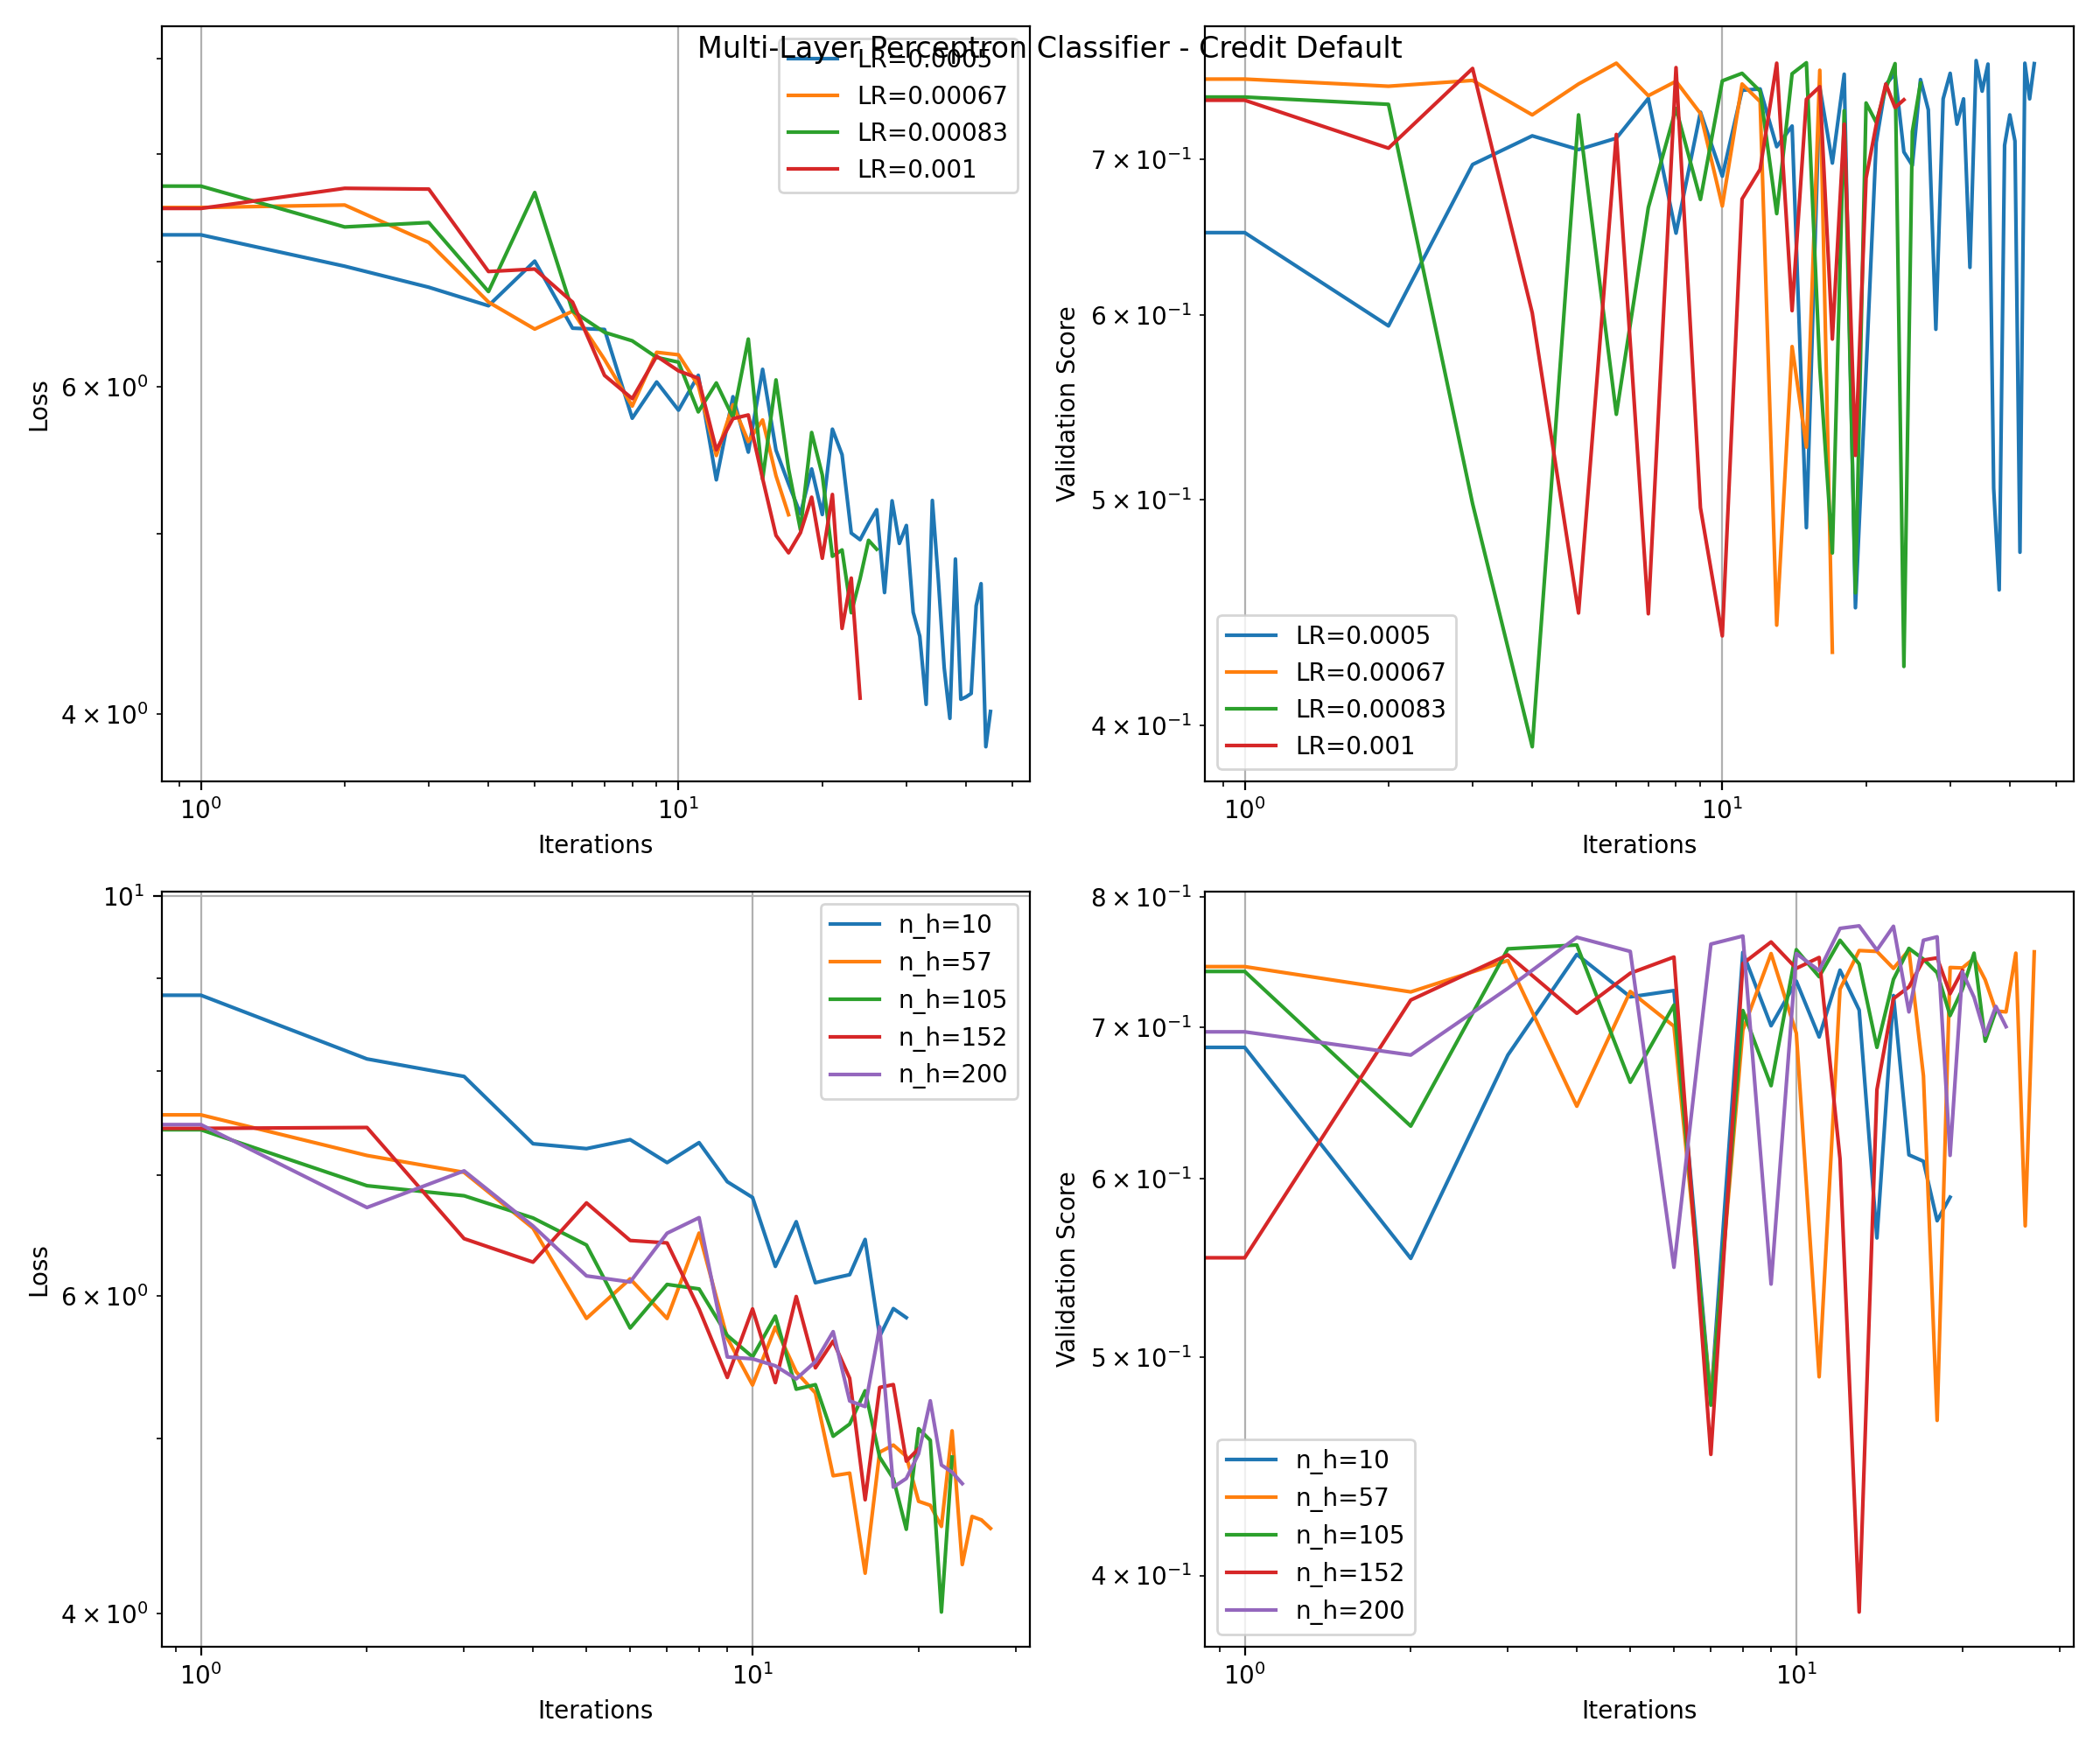 Multi-Layer Perceptron Classifier - Credit Default
LR=0.0005
LR=0.00067
LR=0.00083
LR=0.001
6 × 10⁰
4 × 10⁰
Loss
10⁰
10¹
Iterations
7 × 10⁻¹
6 × 10⁻¹
5 × 10⁻¹
4 × 10⁻¹
Validation Score
LR=0.0005
LR=0.00067
LR=0.00083
LR=0.001
10⁰
10¹
Iterations
10¹
6 × 10⁰
4 × 10⁰
Loss
n_h=10
n_h=57
n_h=105
n_h=152
n_h=200
10⁰
10¹
Iterations
8 × 10⁻¹
7 × 10⁻¹
6 × 10⁻¹
5 × 10⁻¹
4 × 10⁻¹
Validation Score
n_h=10
n_h=57
n_h=105
n_h=152
n_h=200
10⁰
10¹
Iterations